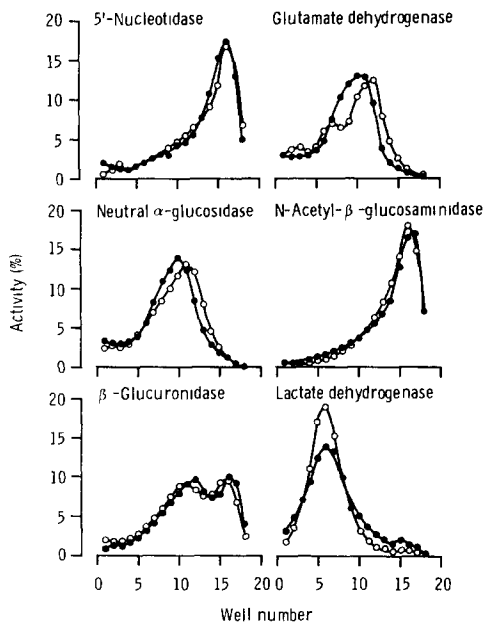 5'-Nucleotidase
Glutamate dehydrogenase
20
15
10
5
0
Neutral α-glucosidase
N-Acetyl-β-glucosaminidase
20
15
10
5
0
Activity (%)
β-Glucuronidase
Lactate dehydrogenase
20
15
10
5
0
0 5 10 15 20 0 5 10 15 20
Well number